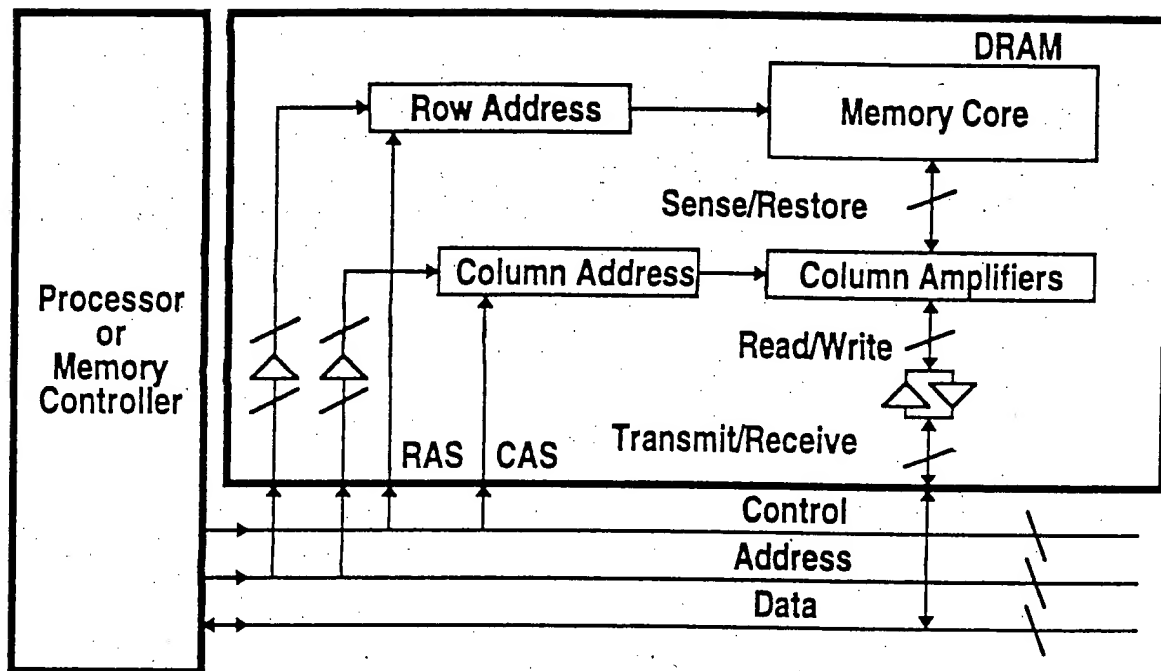 DRAM
Row Address
Memory Core
Sense/Restore
Column Address
Column Amplifiers
Processor
or
Memory
Controller
Read/Write
Transmit/Receive
RAS
CAS
Control
Address
Data